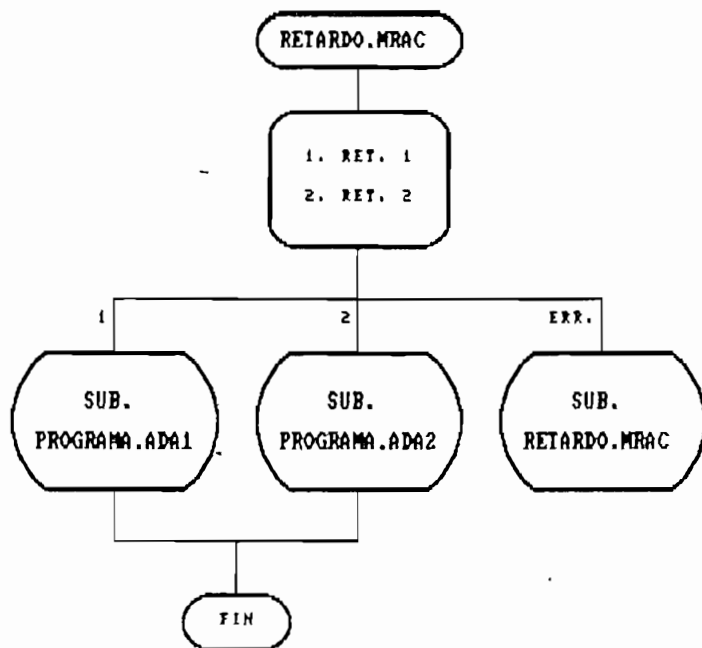 RETARDO.MRAC
1. RET. 1
2. RET. 2
1
2
ERR.
SUB.
PROGRAMA.ADA1
SUB.
PROGRAMA.ADA2
SUB.
RETARDO.MRAC
FIN